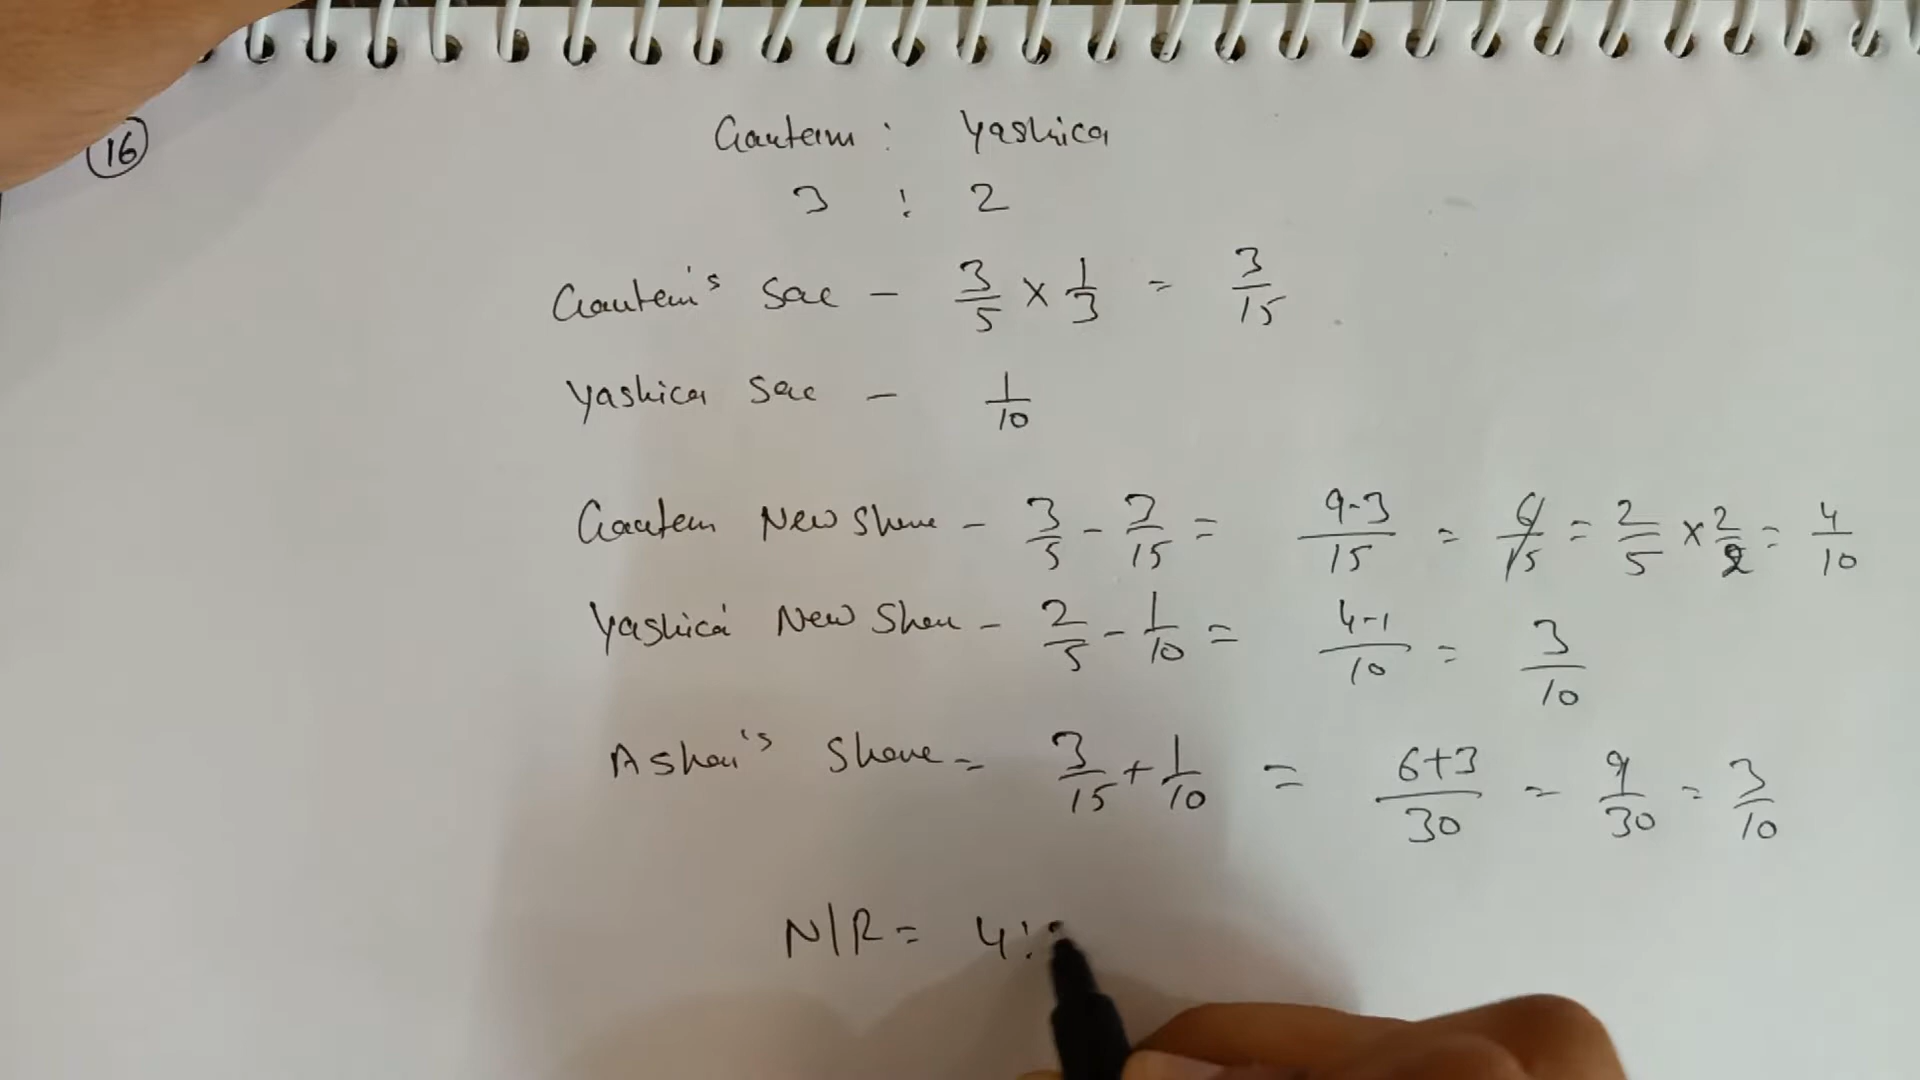 16
Gautam : Yashica
3 : 2
Gautam's Sac - 3/5 × 1/3 = 3/15
Yashica Sac - 1/10
Gautam New Share - 3/5 - 3/15 = 9-3/15 = 6/15 = 2/5 × 2/2 = 4/10
Yashica' New Share - 2/5 - 1/10 = 4-1/10 = 3/10
Asha's Share = 3/15 + 1/10 = 6+3/30 = 9/30 = 3/10
N/R = 4: